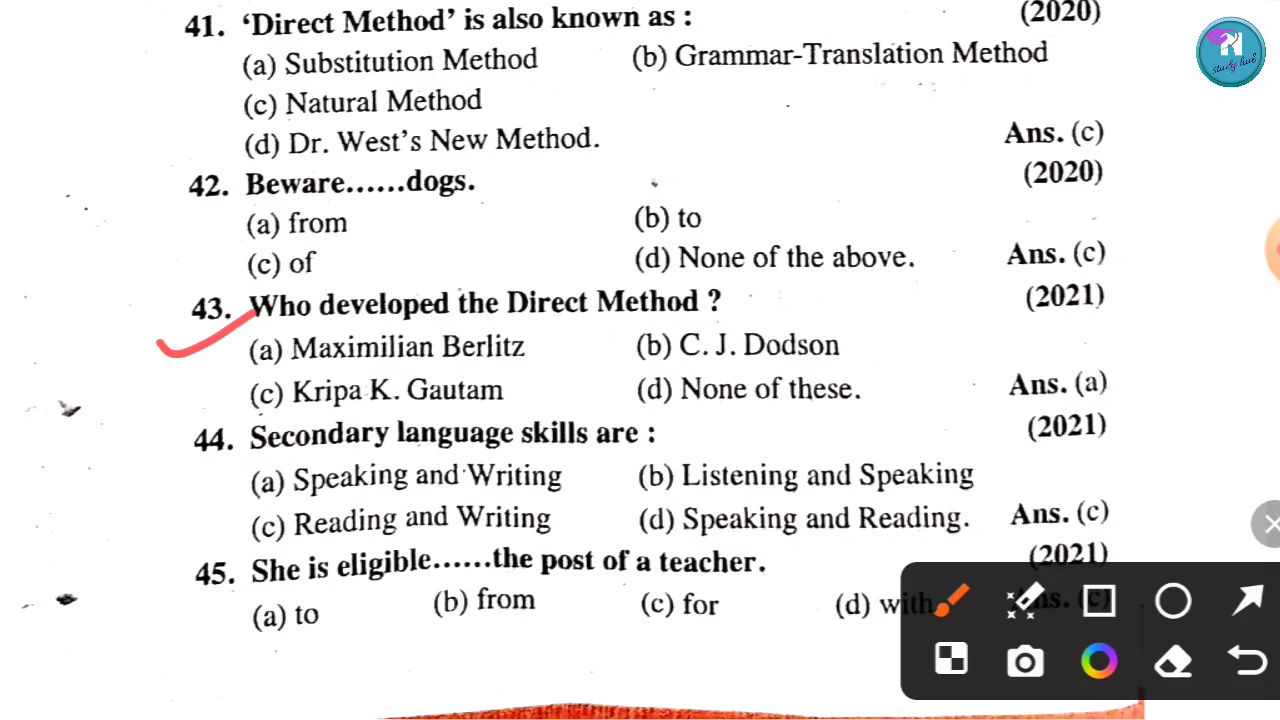 41. ‘Direct Method’ is also known as : (2020)
(a) Substitution Method (b) Grammar-Translation Method
(c) Natural Method
(d) Dr. West’s New Method. Ans. (c)
42. Beware......dogs. (2020)
(a) from (b) to
(c) of (d) None of the above. Ans. (c)
43. Who developed the Direct Method ? (2021)
(a) Maximilian Berlitz (b) C. J. Dodson
(c) Kripa K. Gautam (d) None of these. Ans. (a)
44. Secondary language skills are : (2021)
(a) Speaking and Writing (b) Listening and Speaking
(c) Reading and Writing (d) Speaking and Reading. Ans. (c)
45. She is eligible......the post of a teacher. (2021)
(a) to (b) from (c) for (d) with Ans. (c)
study hub